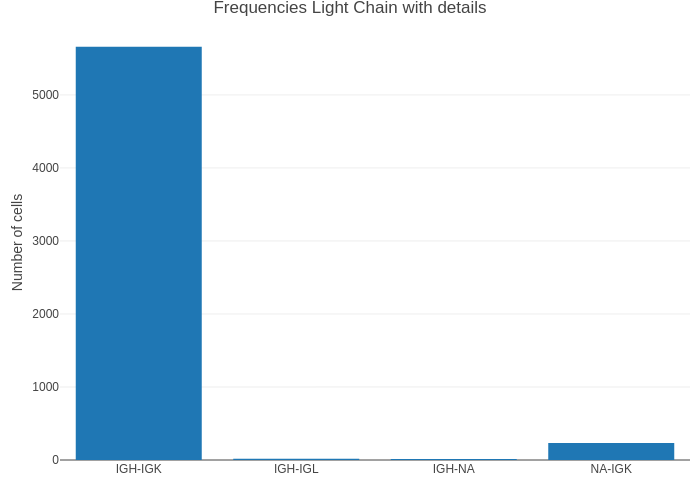 Frequencies Light Chain with details
Number of cells
5000
4000
3000
2000
1000
0
IGH-IGK IGH-IGL IGH-NA NA-IGK